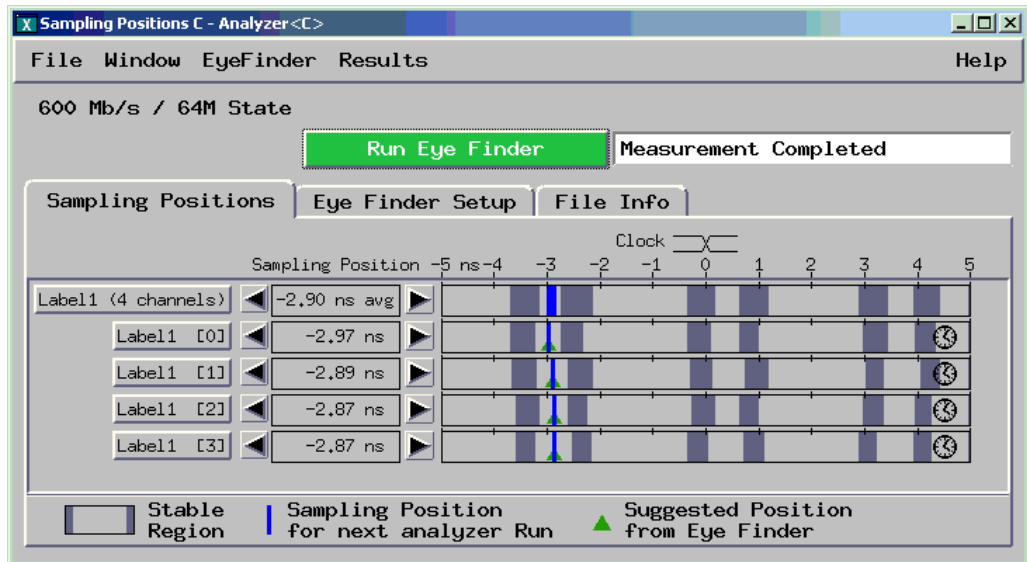 Sampling Positions C - Analyzer<C>
File Window EyeFinder Results Help
600 Mb/s / 64M State
Run Eye Finder Measurement Completed
Sampling Positions Eye Finder Setup File Info
Clock
Sampling Position -5 ns -4 -3 -2 -1 0 1 2 3 4 5
Label1 (4 channels) -2.90 ns avg
Label1 [0] -2.97 ns
Label1 [1] -2.89 ns
Label1 [2] -2.87 ns
Label1 [3] -2.87 ns
Stable Sampling Position Suggested Position
Region for next analyzer Run from Eye Finder